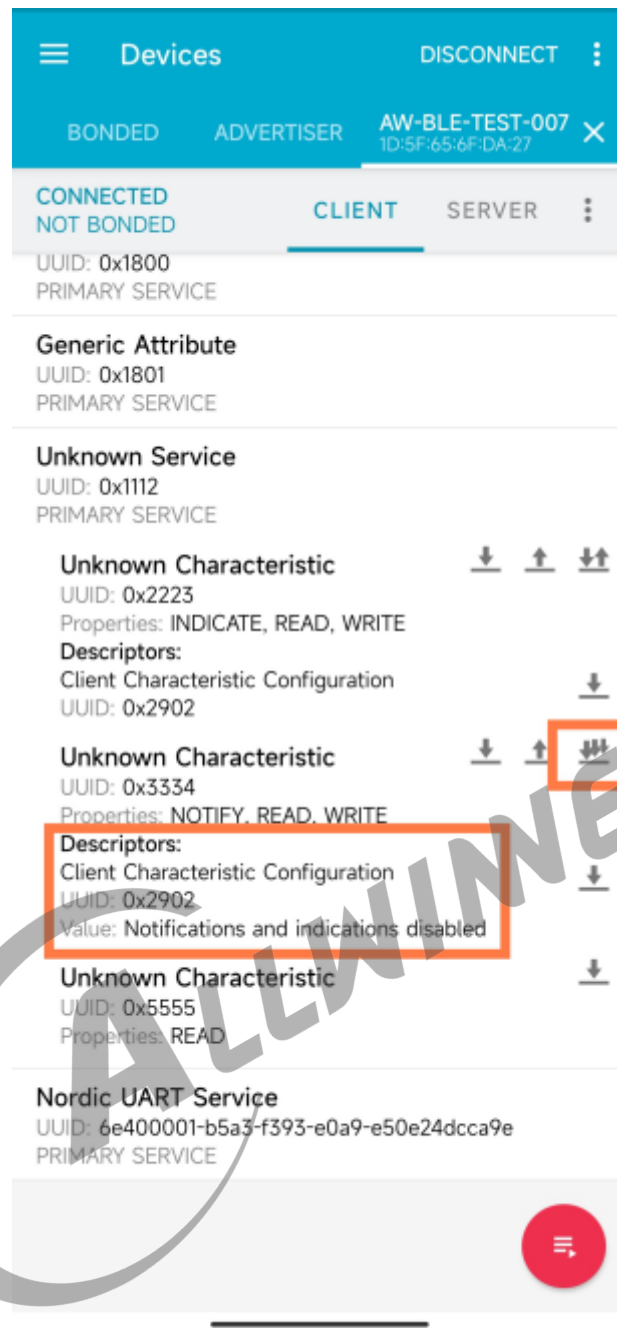 Devices
DISCONNECT
BONDED
ADVERTISER
AW-BLE-TEST-007
1D:5F:65:6F:DA:27
CONNECTED
NOT BONDED
CLIENT
SERVER
UUID: 0x1800
PRIMARY SERVICE
Generic Attribute
UUID: 0x1801
PRIMARY SERVICE
Unknown Service
UUID: 0x1112
PRIMARY SERVICE
Unknown Characteristic
UUID: 0x2223
Properties: INDICATE, READ, WRITE
Descriptors:
Client Characteristic Configuration
UUID: 0x2902
Unknown Characteristic
UUID: 0x3334
Properties: NOTIFY, READ, WRITE
Descriptors:
Client Characteristic Configuration
UUID: 0x2902
Value: Notifications and indications disabled
Unknown Characteristic
UUID: 0x5555
Properties: READ
Nordic UART Service
UUID: 6e400001-b5a3-f393-e0a9-e50e24dcca9e
PRIMARY SERVICE
ALLWINNE